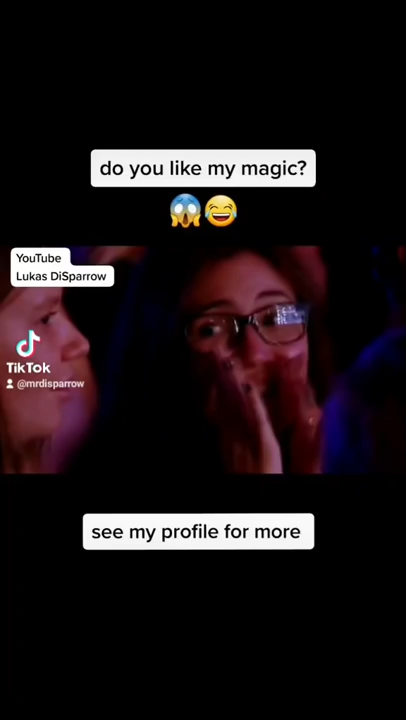 do you like my magic?
😱😂
YouTube
Lukas DiSparrow
TikTok
@mrdisparrow
see my profile for more